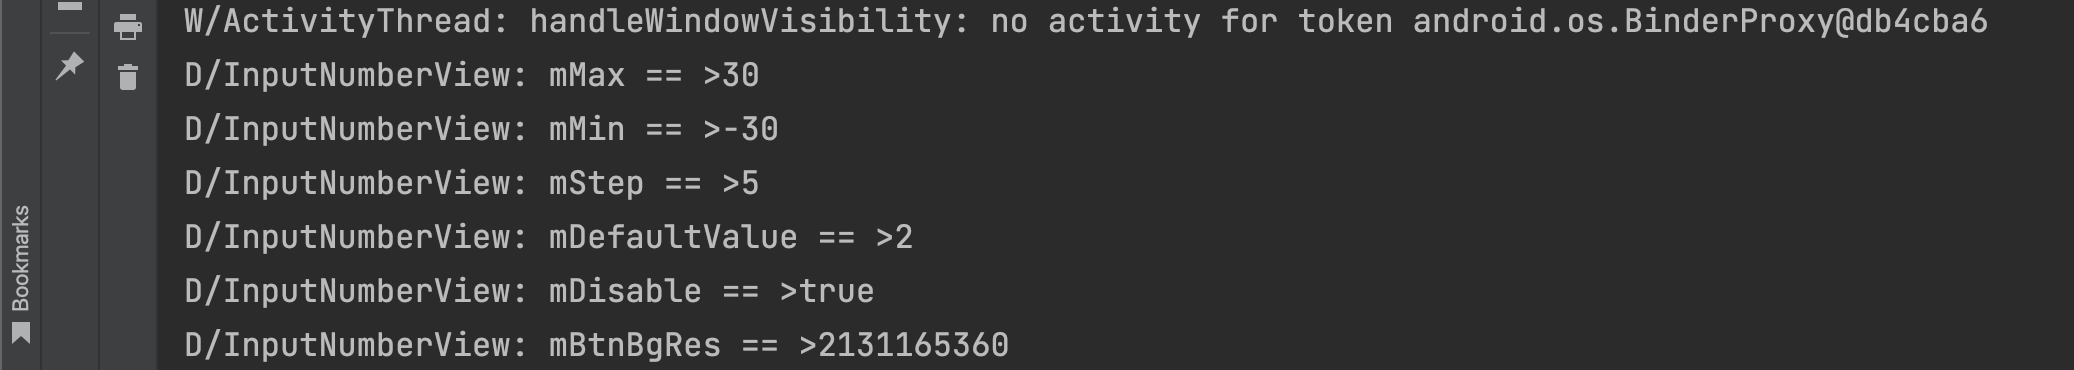 W/ActivityThread: handleWindowVisibility: no activity for token android.os.BinderProxy@db4cba6
D/InputNumberView: mMax == >30
D/InputNumberView: mMin == >-30
D/InputNumberView: mStep == >5
D/InputNumberView: mDefaultValue == >2
D/InputNumberView: mDisable == >true
D/InputNumberView: mBtnBgRes == >2131165360
Bookmarks